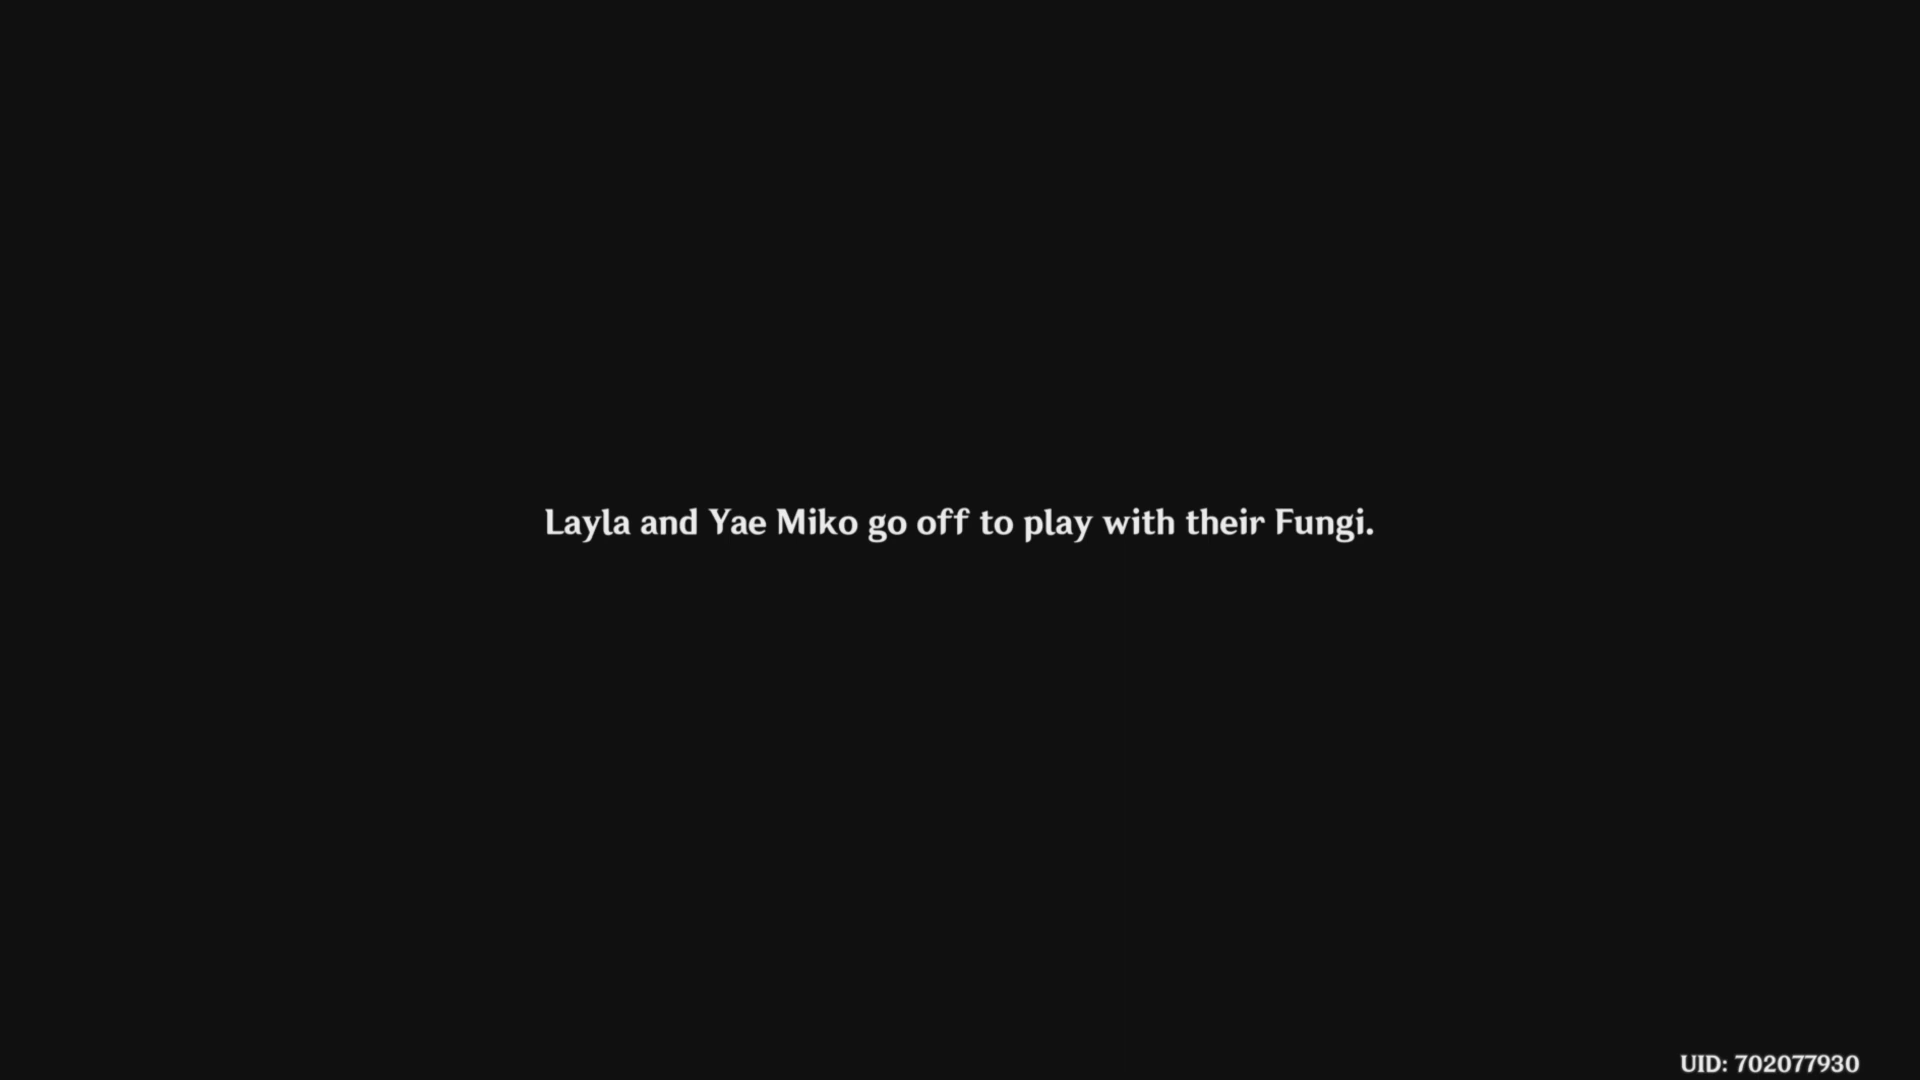 Layla and Yae Miko go off to play with their Fungi.
UID: 702077930